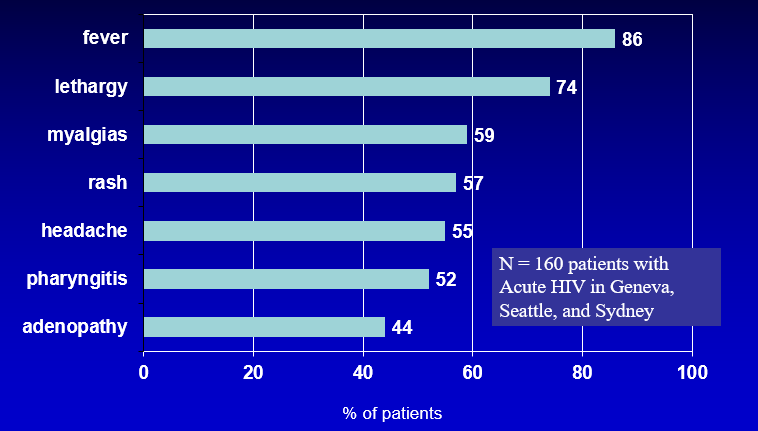 fever 86
lethargy 74
myalgias 59
rash 57
headache 55
pharyngitis 52
adenopathy 44
N = 160 patients with
Acute HIV in Geneva,
Seattle, and Sydney
0 20 40 60 80 100
% of patients